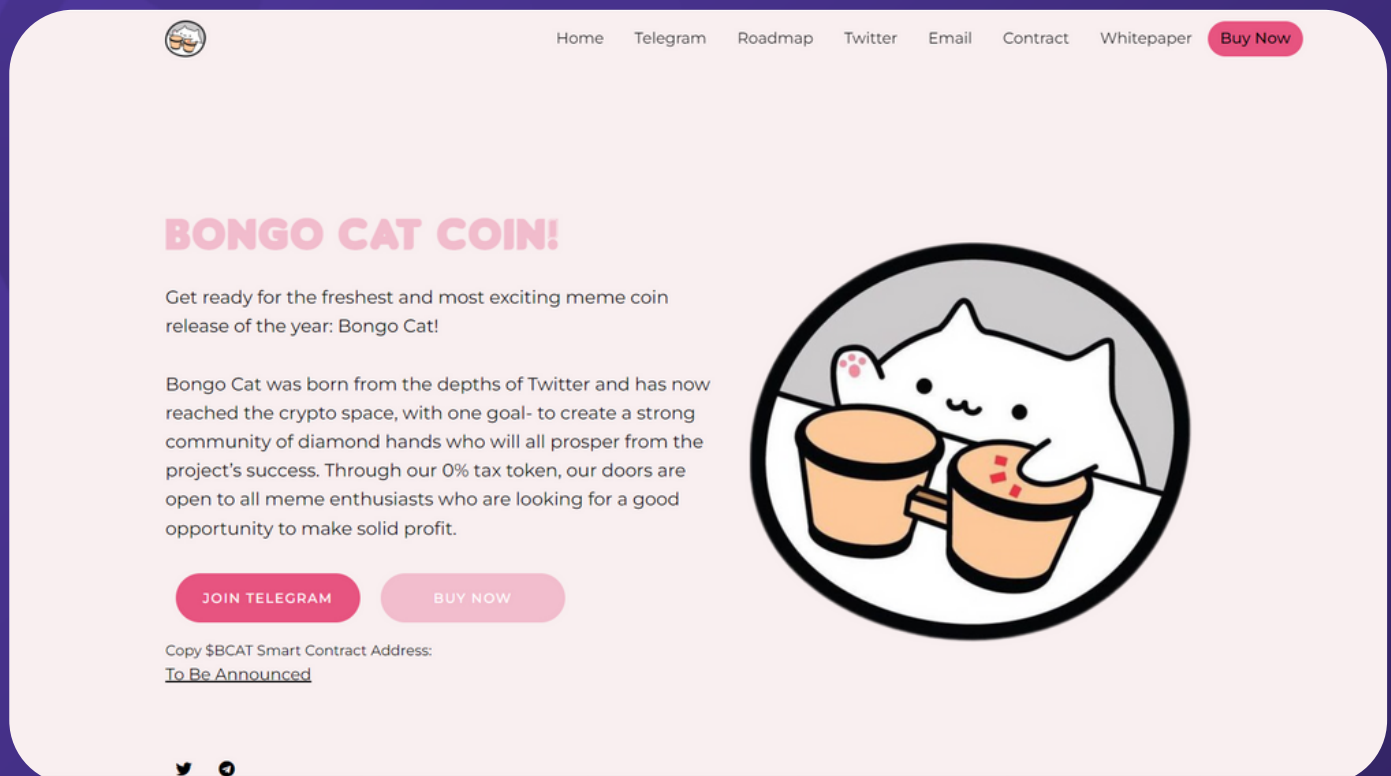 Home Telegram Roadmap Twitter Email Contract Whitepaper Buy Now
BONGO CAT COIN!
Get ready for the freshest and most exciting meme coin
release of the year: Bongo Cat!
Bongo Cat was born from the depths of Twitter and has now
reached the crypto space, with one goal- to create a strong
community of diamond hands who will all prosper from the
project’s success. Through our 0% tax token, our doors are
open to all meme enthusiasts who are looking for a good
opportunity to make solid profit.
JOIN TELEGRAM BUY NOW
Copy $BCAT Smart Contract Address:
To Be Announced